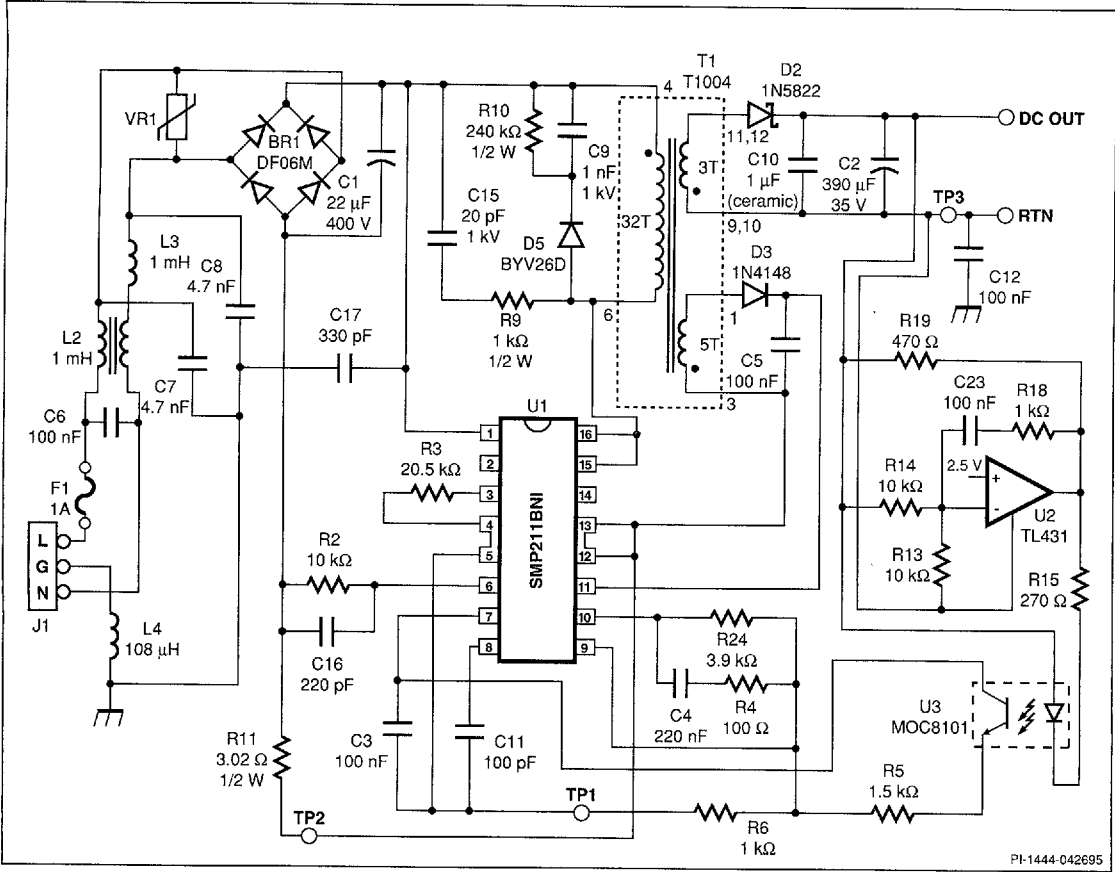 VR1
BR1
DF06M
C1
22 µF
400 V
R10
240 kΩ
1/2 W
C9
1 nF
1 kV
C15
20 pF
1 kV
D5
BYV26D
R9
1 kΩ
1/2 W
T1
T1004
4
32T
6
3T
11,12
9,10
5T
1
3
D2
1N5822
C10
1 µF
(ceramic)
C2
390 µF
35 V
DC OUT
TP3
RTN
D3
1N4148
C5
100 nF
C12
100 nF
L3
1 mH
C8
4.7 nF
L2
1 mH
C7
4.7 nF
C17
330 pF
C6
100 nF
F1
1A
L
G
N
J1
L4
108 µH
R3
20.5 kΩ
R2
10 kΩ
C16
220 pF
U1
SMP211BNI
1
2
3
4
5
6
7
8
16
15
14
13
12
11
10
9
R19
470 Ω
C23
100 nF
R18
1 kΩ
R14
10 kΩ
2.5 V
+
-
U2
TL431
R13
10 kΩ
R15
270 Ω
R24
3.9 kΩ
C4
220 nF
R4
100 Ω
U3
MOC8101
R11
3.02 Ω
1/2 W
C3
100 nF
C11
100 pF
TP2
TP1
R6
1 kΩ
R5
1.5 kΩ
PI-1444-042695